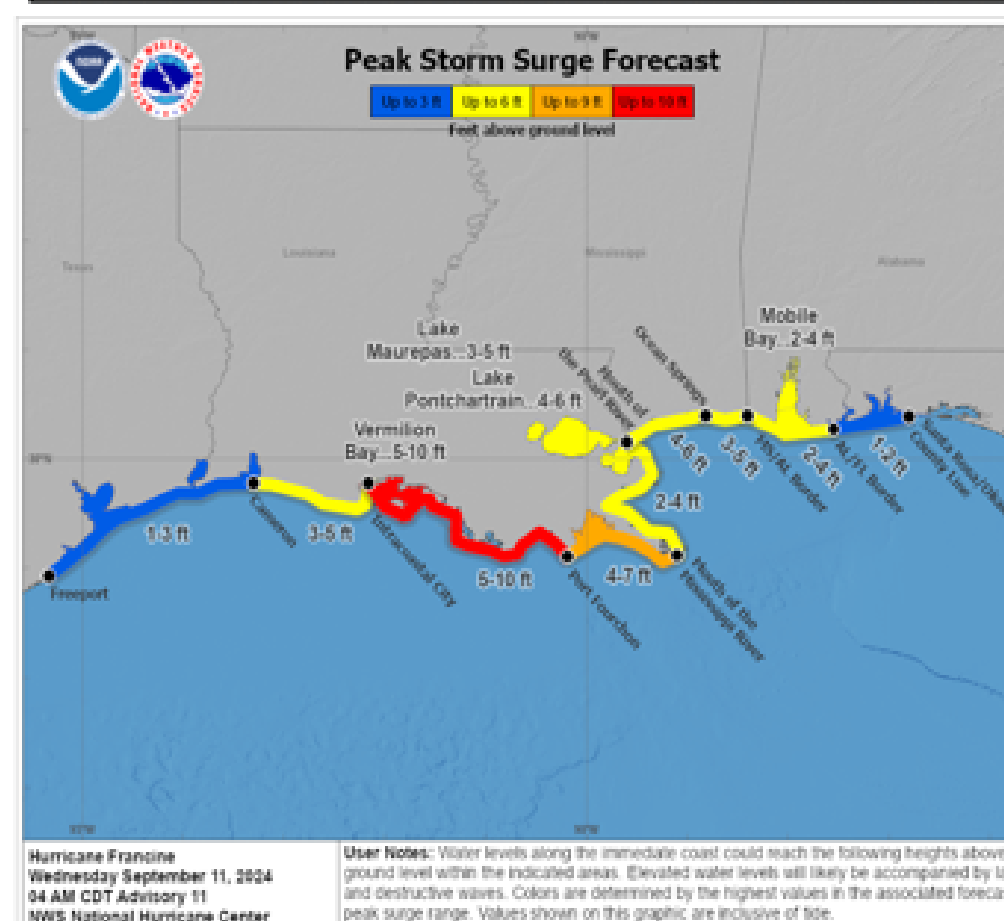 Peak Storm Surge Forecast
Up to 3 ft
Up to 6 ft
Up to 9 ft
Up to 10 ft
Feet above ground level
NOAA
Texas
Louisiana
Mississippi
Alabama
Mobile
Bay...2-4 ft
Lake
Maurepas...3-5 ft
Lake
Pontchartrain...4-6 ft
Vermilion
Bay...5-10 ft
Ocean Springs
Mouth of
the Pearl River
30°N
4-6 ft
3-5 ft
MS/AL Border
2-4 ft
AL/FL Border
1-2 ft
Santa Rosa/
County Line
1-3 ft
Cameron
3-5 ft
Intracoastal City
2-4 ft
5-10 ft
4-7 ft
Freeport
Port Fourchon
Mouth of the
Mississippi River
90°W
Hurricane Francine
Wednesday September 11, 2024
04 AM CDT Advisory 11
NWS National Hurricane Center
User Notes: Water levels along the immediate coast could reach the following heights above
ground level within the indicated areas. Elevated water levels will likely be accompanied by
and destructive waves. Colors are determined by the highest values in the associated
peak surge range. Values shown on this graphic are inclusive of tide.